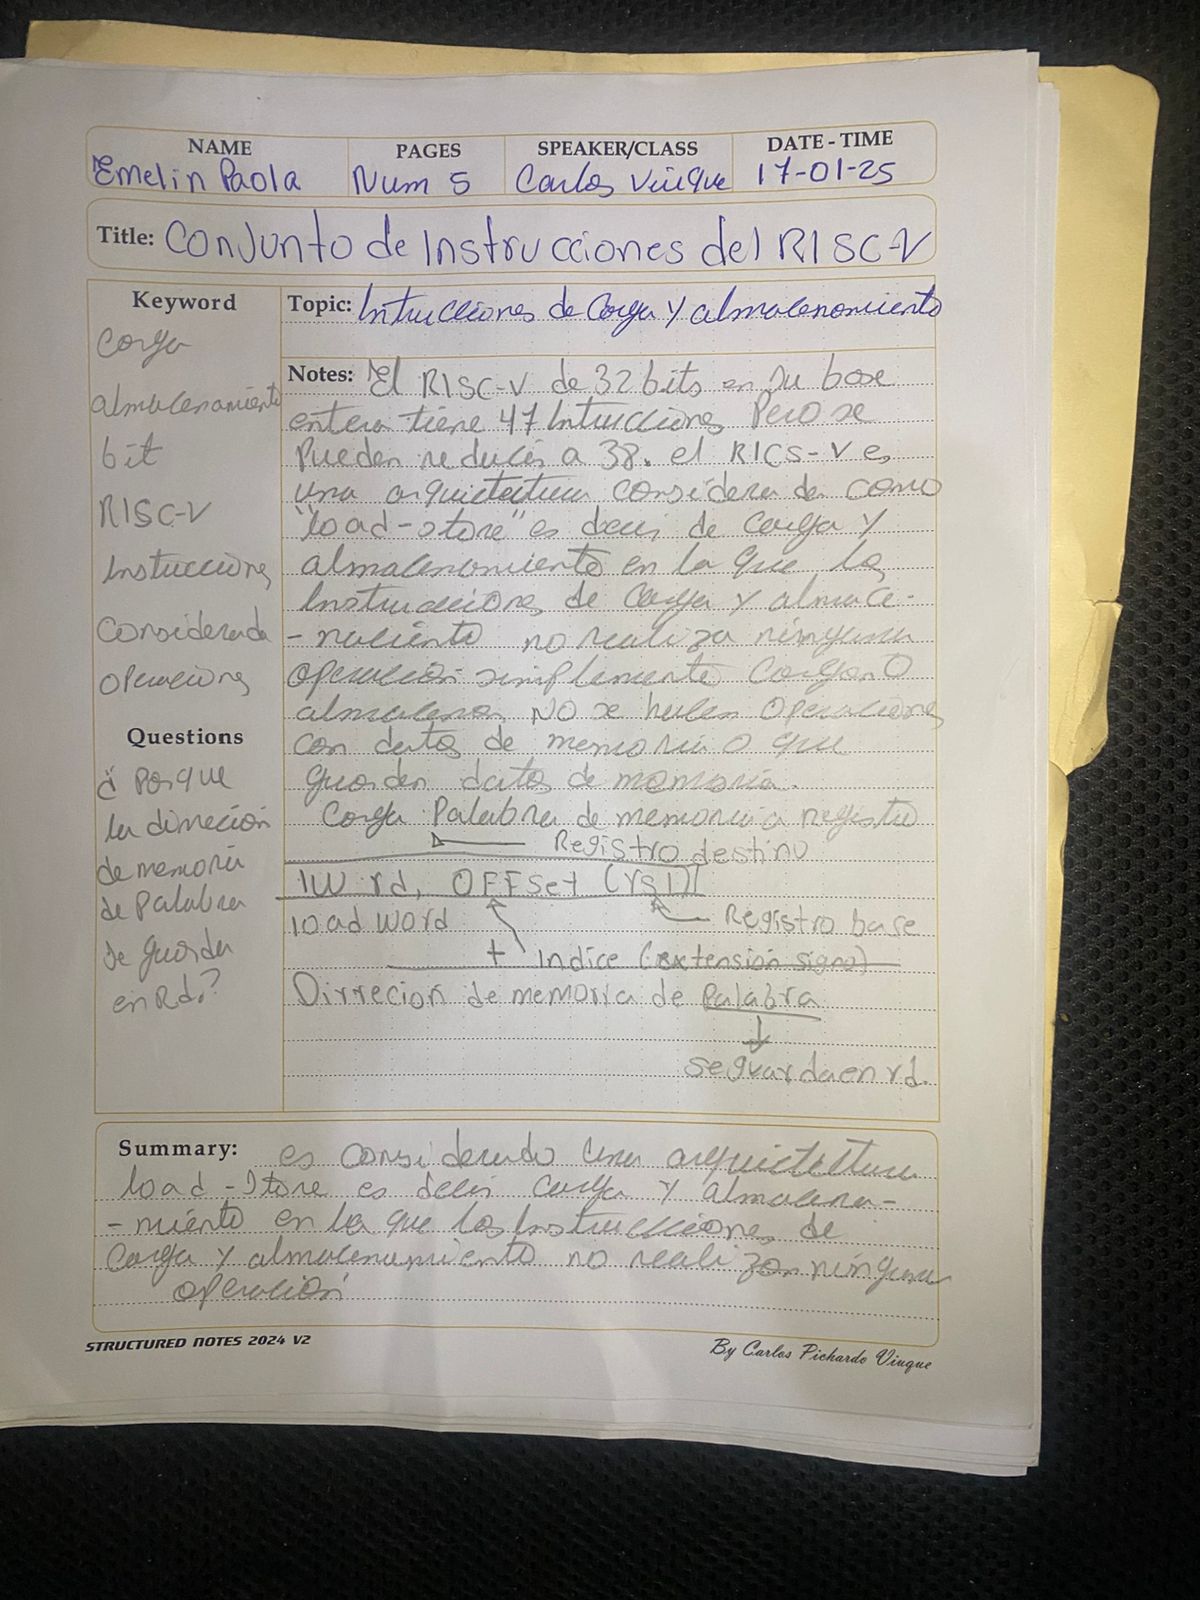 NAME PAGES SPEAKER/CLASS DATE - TIME
Emelin Paola Num 5 Carlos Viuque 17-01-25
Title: Conjunto de Instrucciones del RISC-V
Keyword
Carga
almacenamiento
bit
RISC-V
Instucciones
Considerada
operaciones
Questions
¿Porque
la direccion
de memoria
de palabra
se guarda
en Rd.?
Topic: Intrucciones de Carga y almacenamiento
Notes: El RISC-V de 32 bits en su base
entera tiene 47 Intrucciones Pero se
Pueden reducir a 38. el RICS-V es
una arquitectura considerada como
"load-store" es decir de carga y
almacenamiento en la que las
Instrucciones de carga y almace-
-namiento no realiza ninguna
operación simplemente Cargan O
almacenan NO se hacen operaciones
con datos de memoria o que
guarden datos de memoria.
Carga Palabra de memoria a registro
Registro destino
lW rd, OFFset (rs1)
load word
Registro base
+ Indice (extensión signo)
Dirrecion de memoria de palabra
se guarda en rd.
Summary: es considerado una arquitectura
load-Store es decir carga y almacena-
-miento en la que las Instrucciones de
Carga y almacenamiento no realizan ninguna
operación
STRUCTURED NOTES 2024 V2
By Carlos Pichardo Viuque